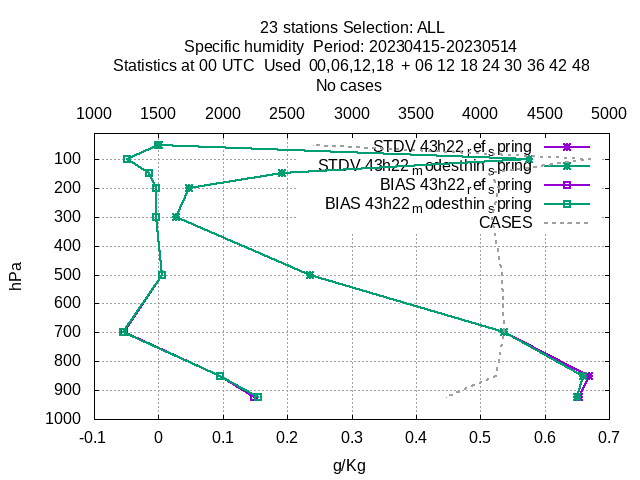 23 stations Selection: ALL
Specific humidity  Period: 20230415-20230514
Statistics at 00 UTC  Used  00,06,12,18  + 06 12 18 24 30 36 42 48
No cases
1000 1500 2000 2500 3000 3500 4000 4500 5000
STDV 43h22_ref_spring
STDV 43h22_modesthin_spring
BIAS 43h22_ref_spring
BIAS 43h22_modesthin_spring
CASES
100
200
300
400
500
600
700
800
900
1000
hPa
-0.1 0 0.1 0.2 0.3 0.4 0.5 0.6 0.7
g/Kg